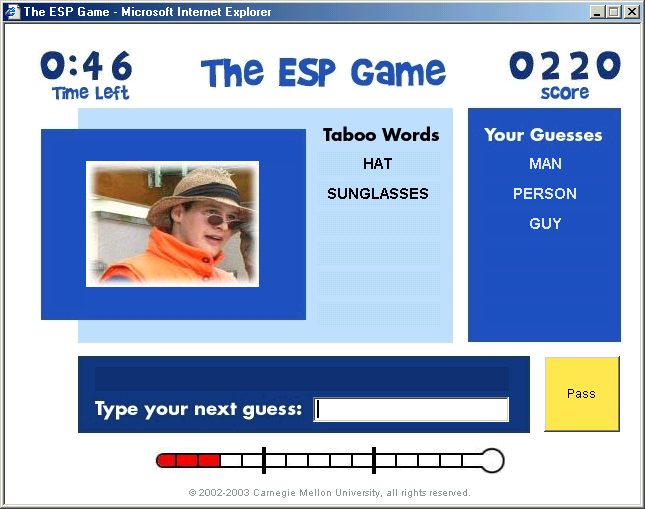 The ESP Game - Microsoft Internet Explorer
0:46
Time Left
The ESP Game
0220
score
Taboo Words
HAT
SUNGLASSES
Your Guesses
MAN
PERSON
GUY
Type your next guess:
Pass
© 2002-2003 Carnegie Mellon University, all rights reserved.